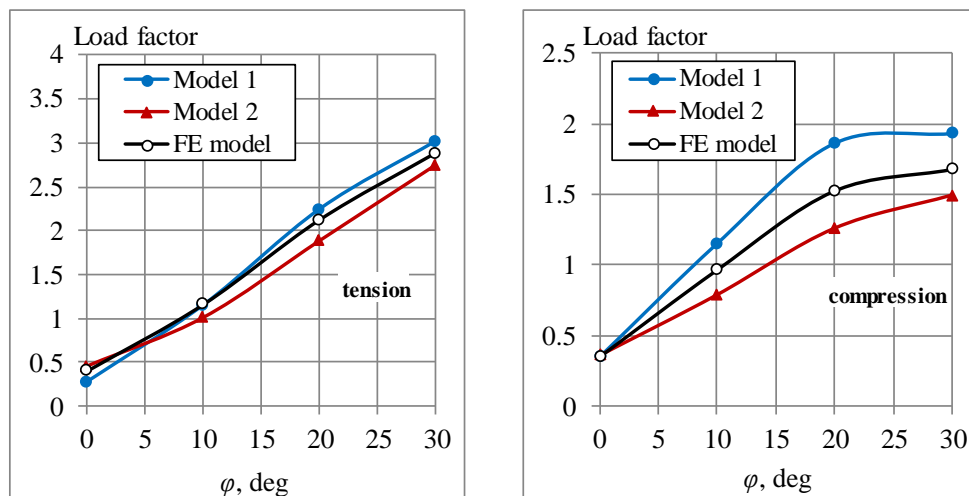 Load factor
4
3.5
3
2.5
2
1.5
1
0.5
0
Model 1
Model 2
FE model
tension
0 5 10 15 20 25 30
φ, deg
Load factor
2.5
2
1.5
1
0.5
0
Model 1
Model 2
FE model
compression
0 5 10 15 20 25 30
φ, deg